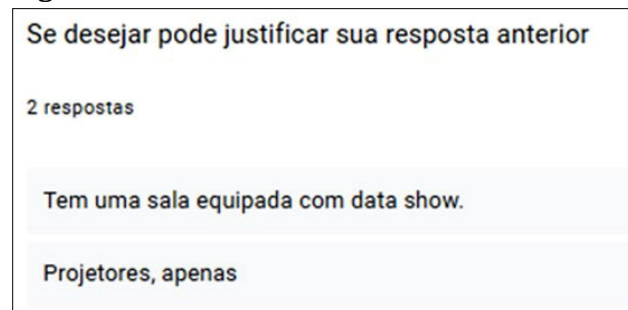 Se desejar pode justificar sua resposta anterior
2 respostas
Tem uma sala equipada com data show.
Projetores, apenas